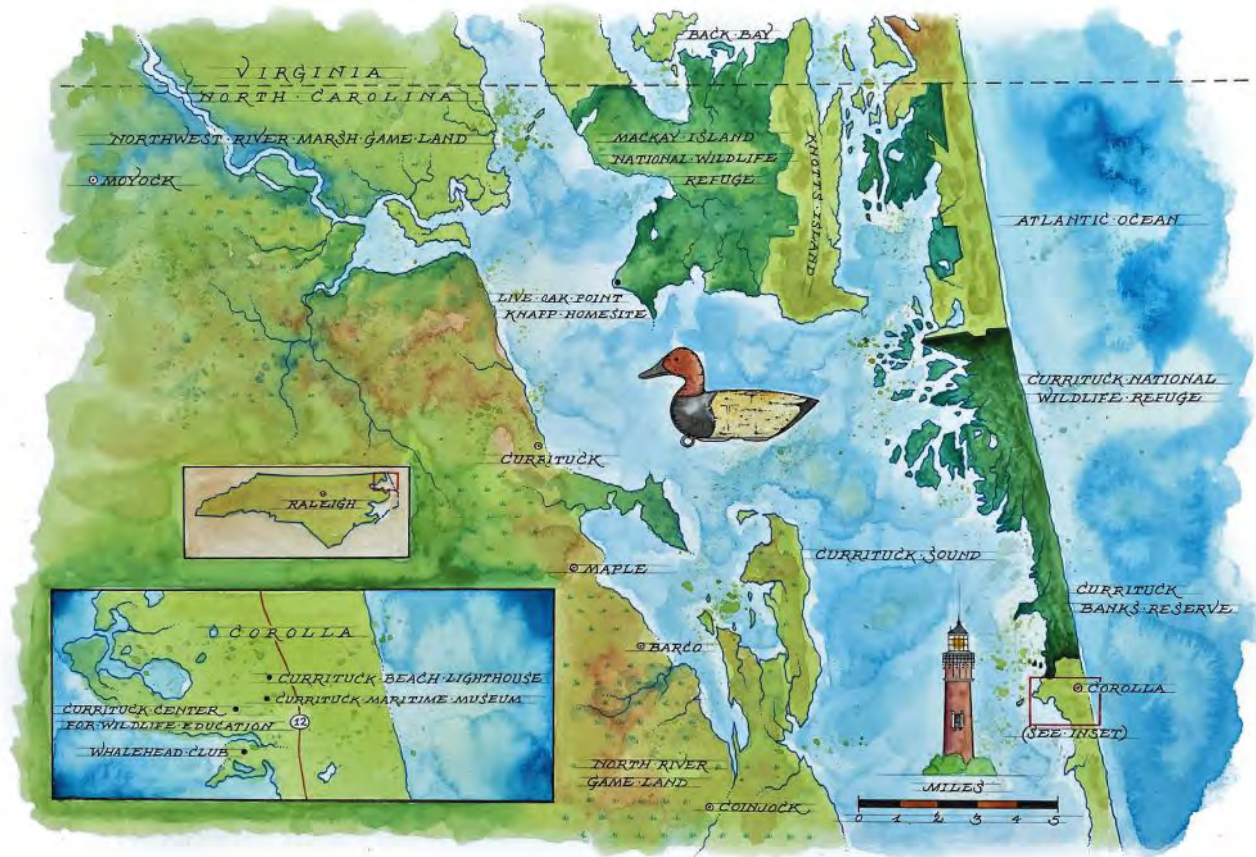 BACK·BAY
VIRGINIA
NORTH·CAROLINA
NORTHWEST·RIVER·MARSH·GAME·LAND
MOYOCK
MACKAY·ISLAND
NATIONAL·WILDLIFE
REFUGE
KNOTTS·ISLAND
ATLANTIC·OCEAN
LIVE·OAK·POINT
KNAPP·HOMESITE
CURRITUCK·NATIONAL
WILDLIFE·REFUGE
CURRITUCK
RALEIGH
MAPLE
CURRITUCK·SOUND
CURRITUCK
BANKS·RESERVE
BARCO
COROLLA
(SEE·INSET)
NORTH·RIVER
GAME·LAND
COINJOCK
MILES
0 1 2 3 4 5
COROLLA
CURRITUCK·BEACH·LIGHTHOUSE
CURRITUCK·MARITIME·MUSEUM
CURRITUCK·CENTER
FOR·WILDLIFE·EDUCATION
12
WHALEHEAD·CLUB